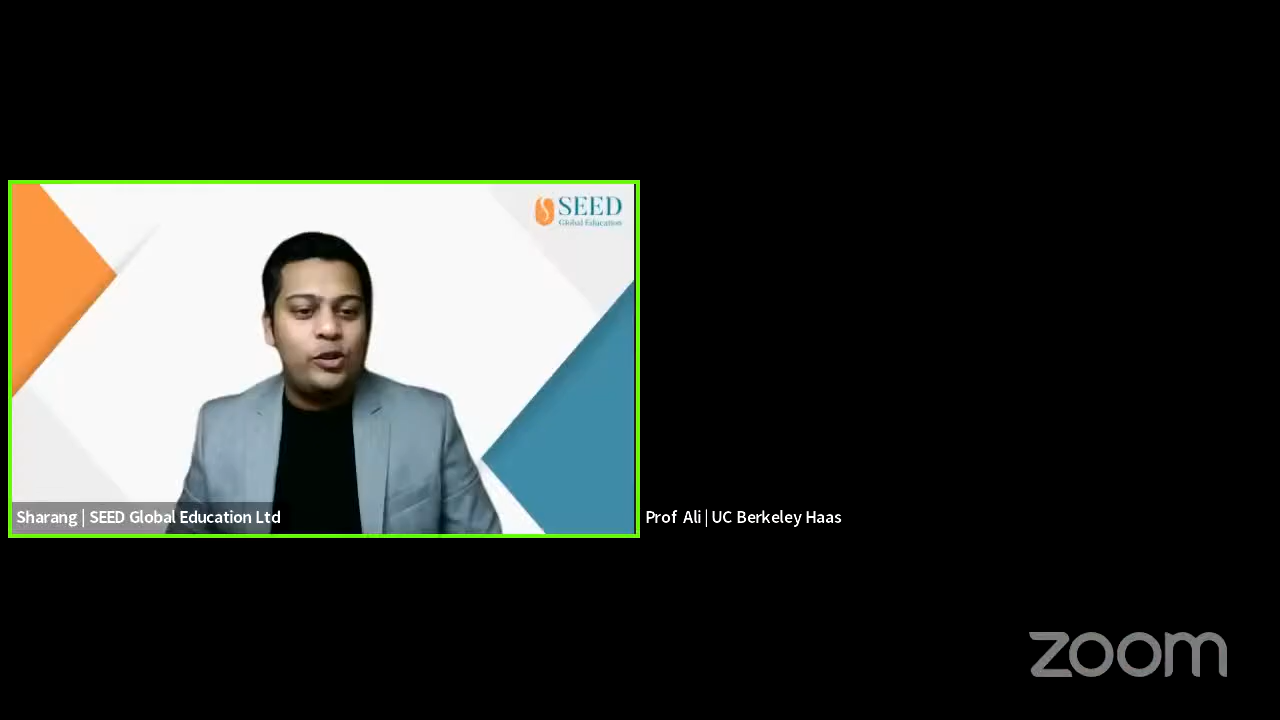 SEED
Global Education
Sharang | SEED Global Education Ltd
Prof Ali | UC Berkeley Haas
zoom